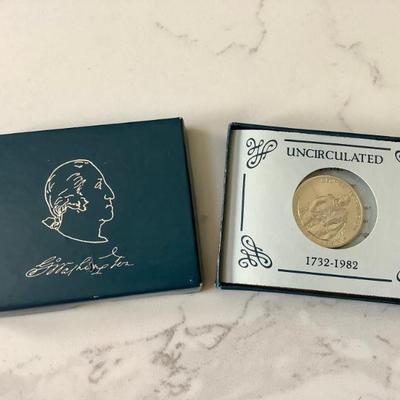 G:Washington
UNCIRCULATED
1732-1982